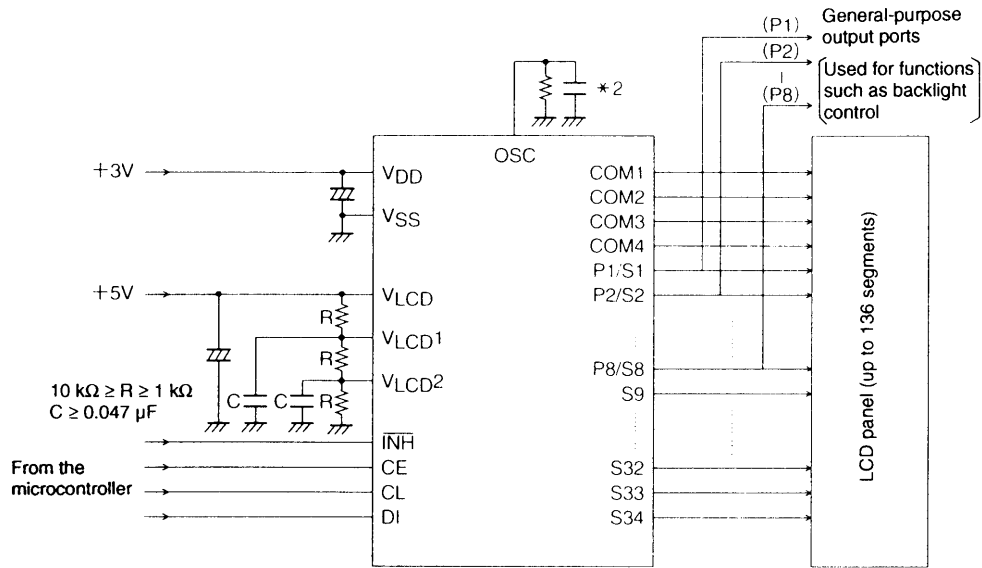 (P1)
General-purpose
output ports
(P2)
(P8)
Used for functions
such as backlight
control
*2
OSC
+3V
VDD
VSS
+5V
VLCD
R
VLCD1
R
VLCD2
C
C
R
10 kΩ ≥ R ≥ 1 kΩ
C ≥ 0.047 μF
From the
microcontroller
INH
CE
CL
DI
COM1
COM2
COM3
COM4
P1/S1
P2/S2
P8/S8
S9
S32
S33
S34
LCD panel (up to 136 segments)